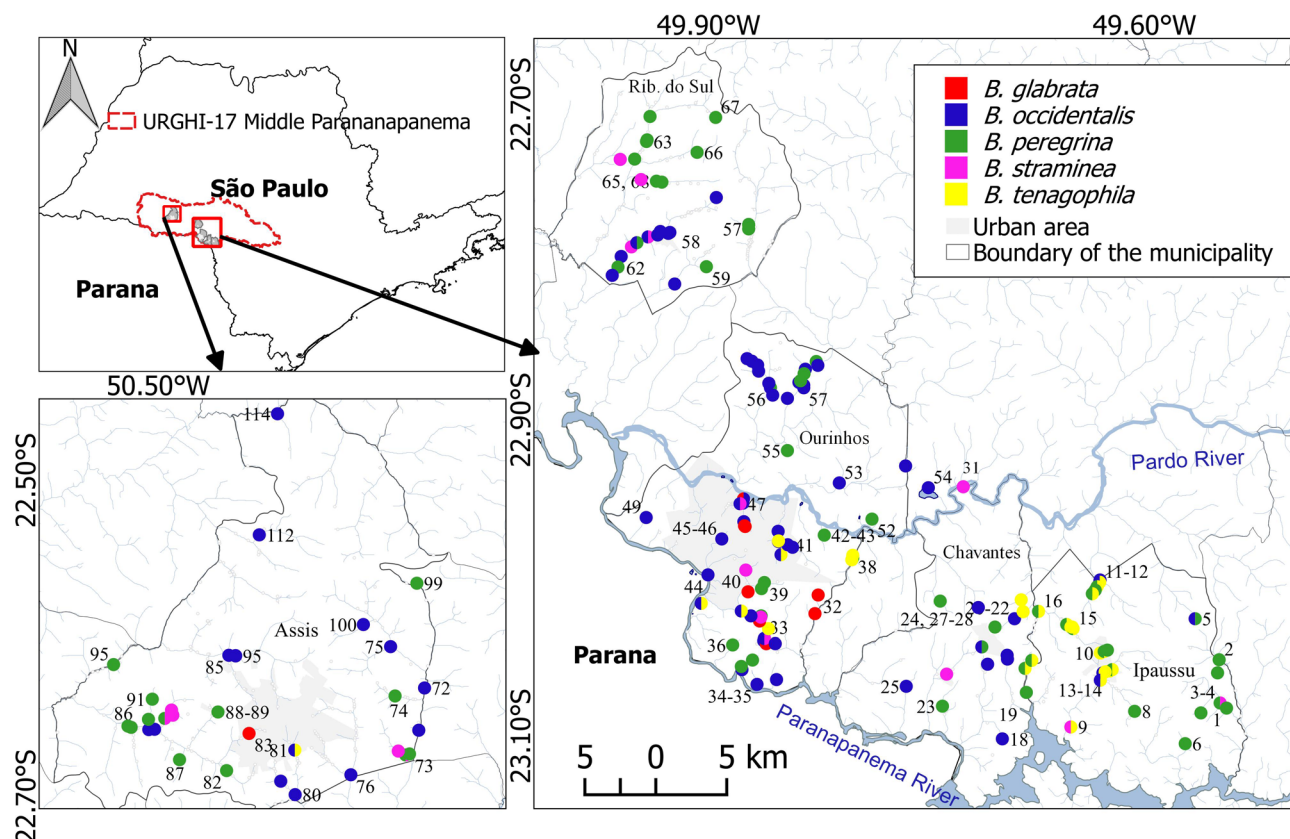 49.90°W
49.60°W
N
URGHI-17 Middle Parananapanema
São Paulo
Parana
22.70°S
Rib. do Sul
67
63
66
65, 68
57
58
62
59
B. glabrata
B. occidentalis
B. peregrina
B. straminea
B. tenagophila
Urban area
Boundary of the municipality
50.50°W
22.50°S
22.70°S
114
112
99
100
Assis
75
95
85
95
72
91
74
86
88-89
83
81
73
87
82
76
80
22.90°S
56
57
Ourinhos
55
53
54
31
Pardo River
49
47
45-46
41
42-43
52
38
44
40
39
32
33
36
34-35
Parana
Chavantes
11-12
24, 27-28
21-22
16
15
5
10
2
Ipaussu
13-14
3-4
25
23
19
8
1
9
18
6
23.10°S
5 0 5 km
Paranapanema River